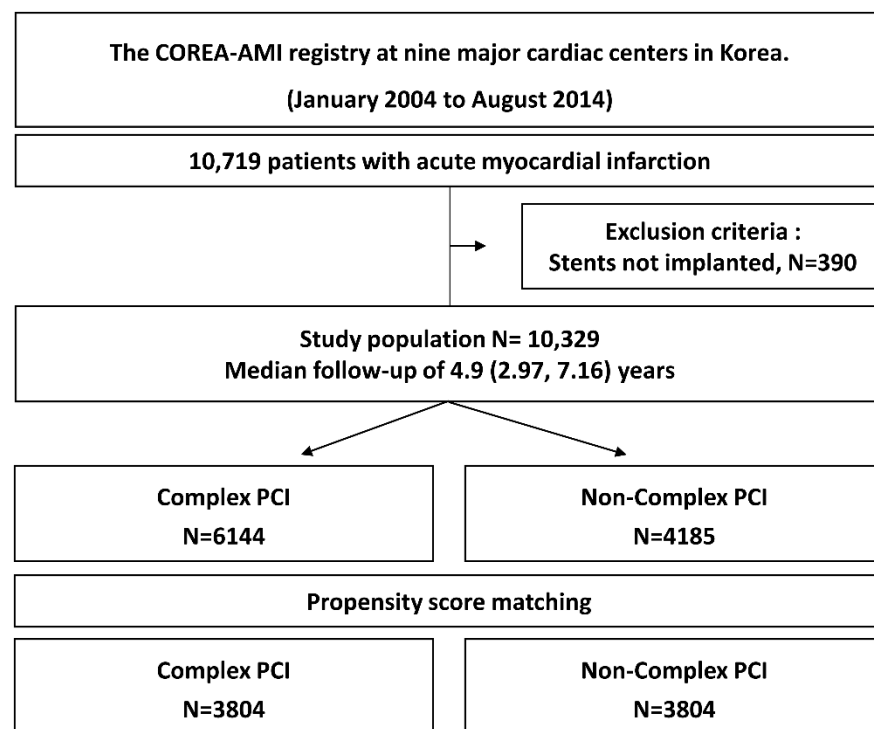 The COREA-AMI registry at nine major cardiac centers in Korea.
(January 2004 to August 2014)
10,719 patients with acute myocardial infarction
Exclusion criteria :
Stents not implanted, N=390
Study population N= 10,329
Median follow-up of 4.9 (2.97, 7.16) years
Complex PCI
N=6144
Non-Complex PCI
N=4185
Propensity score matching
Complex PCI
N=3804
Non-Complex PCI
N=3804